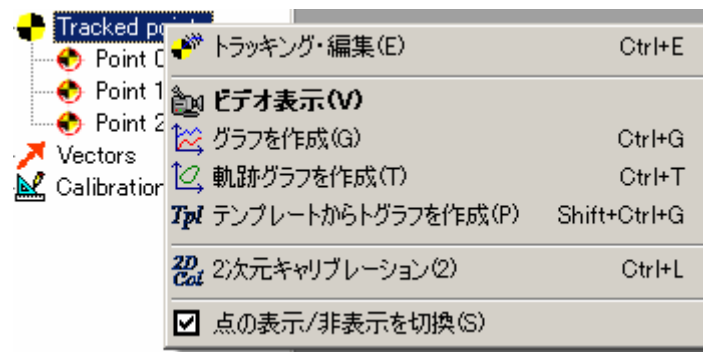 Tracked
Point
Point 1
Point 2
Vectors
Calibration
トラッキング・編集(E) Ctrl+E
ビデオ表示(V)
グラフを作成(G) Ctrl+G
軌跡グラフを作成(T) Ctrl+T
Tpl テンプレートからトグラフを作成(P) Shift+Ctrl+G
2D Cal 2次元キャリブレーション(2) Ctrl+L
点の表示/非表示を切換(S)